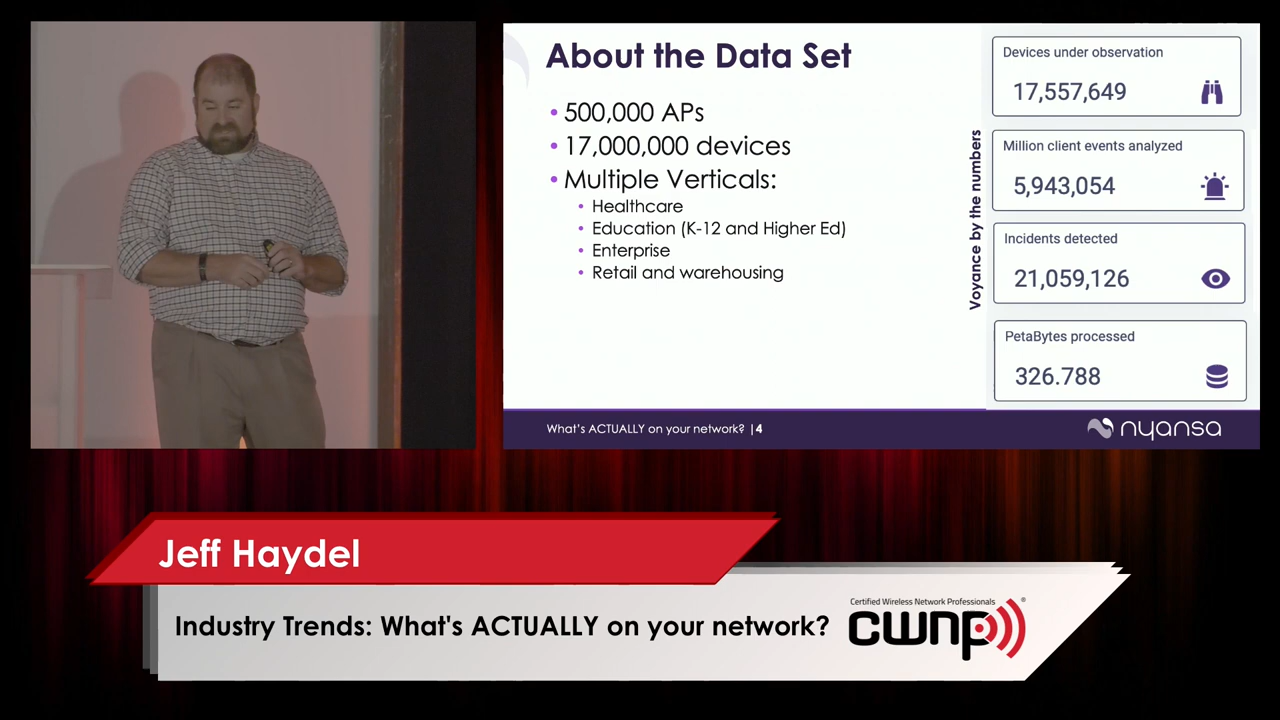 About the Data Set
• 500,000 APs
• 17,000,000 devices
• Multiple Verticals:
• Healthcare
• Education (K-12 and Higher Ed)
• Enterprise
• Retail and warehousing
Voyance by the numbers
Devices under observation
17,557,649
Million client events analyzed
5,943,054
Incidents detected
21,059,126
PetaBytes processed
326.788
What's ACTUALLY on your network? |4
nyansa
Jeff Haydel
Industry Trends: What's ACTUALLY on your network?
Certified Wireless Network Professionals
cwnp®